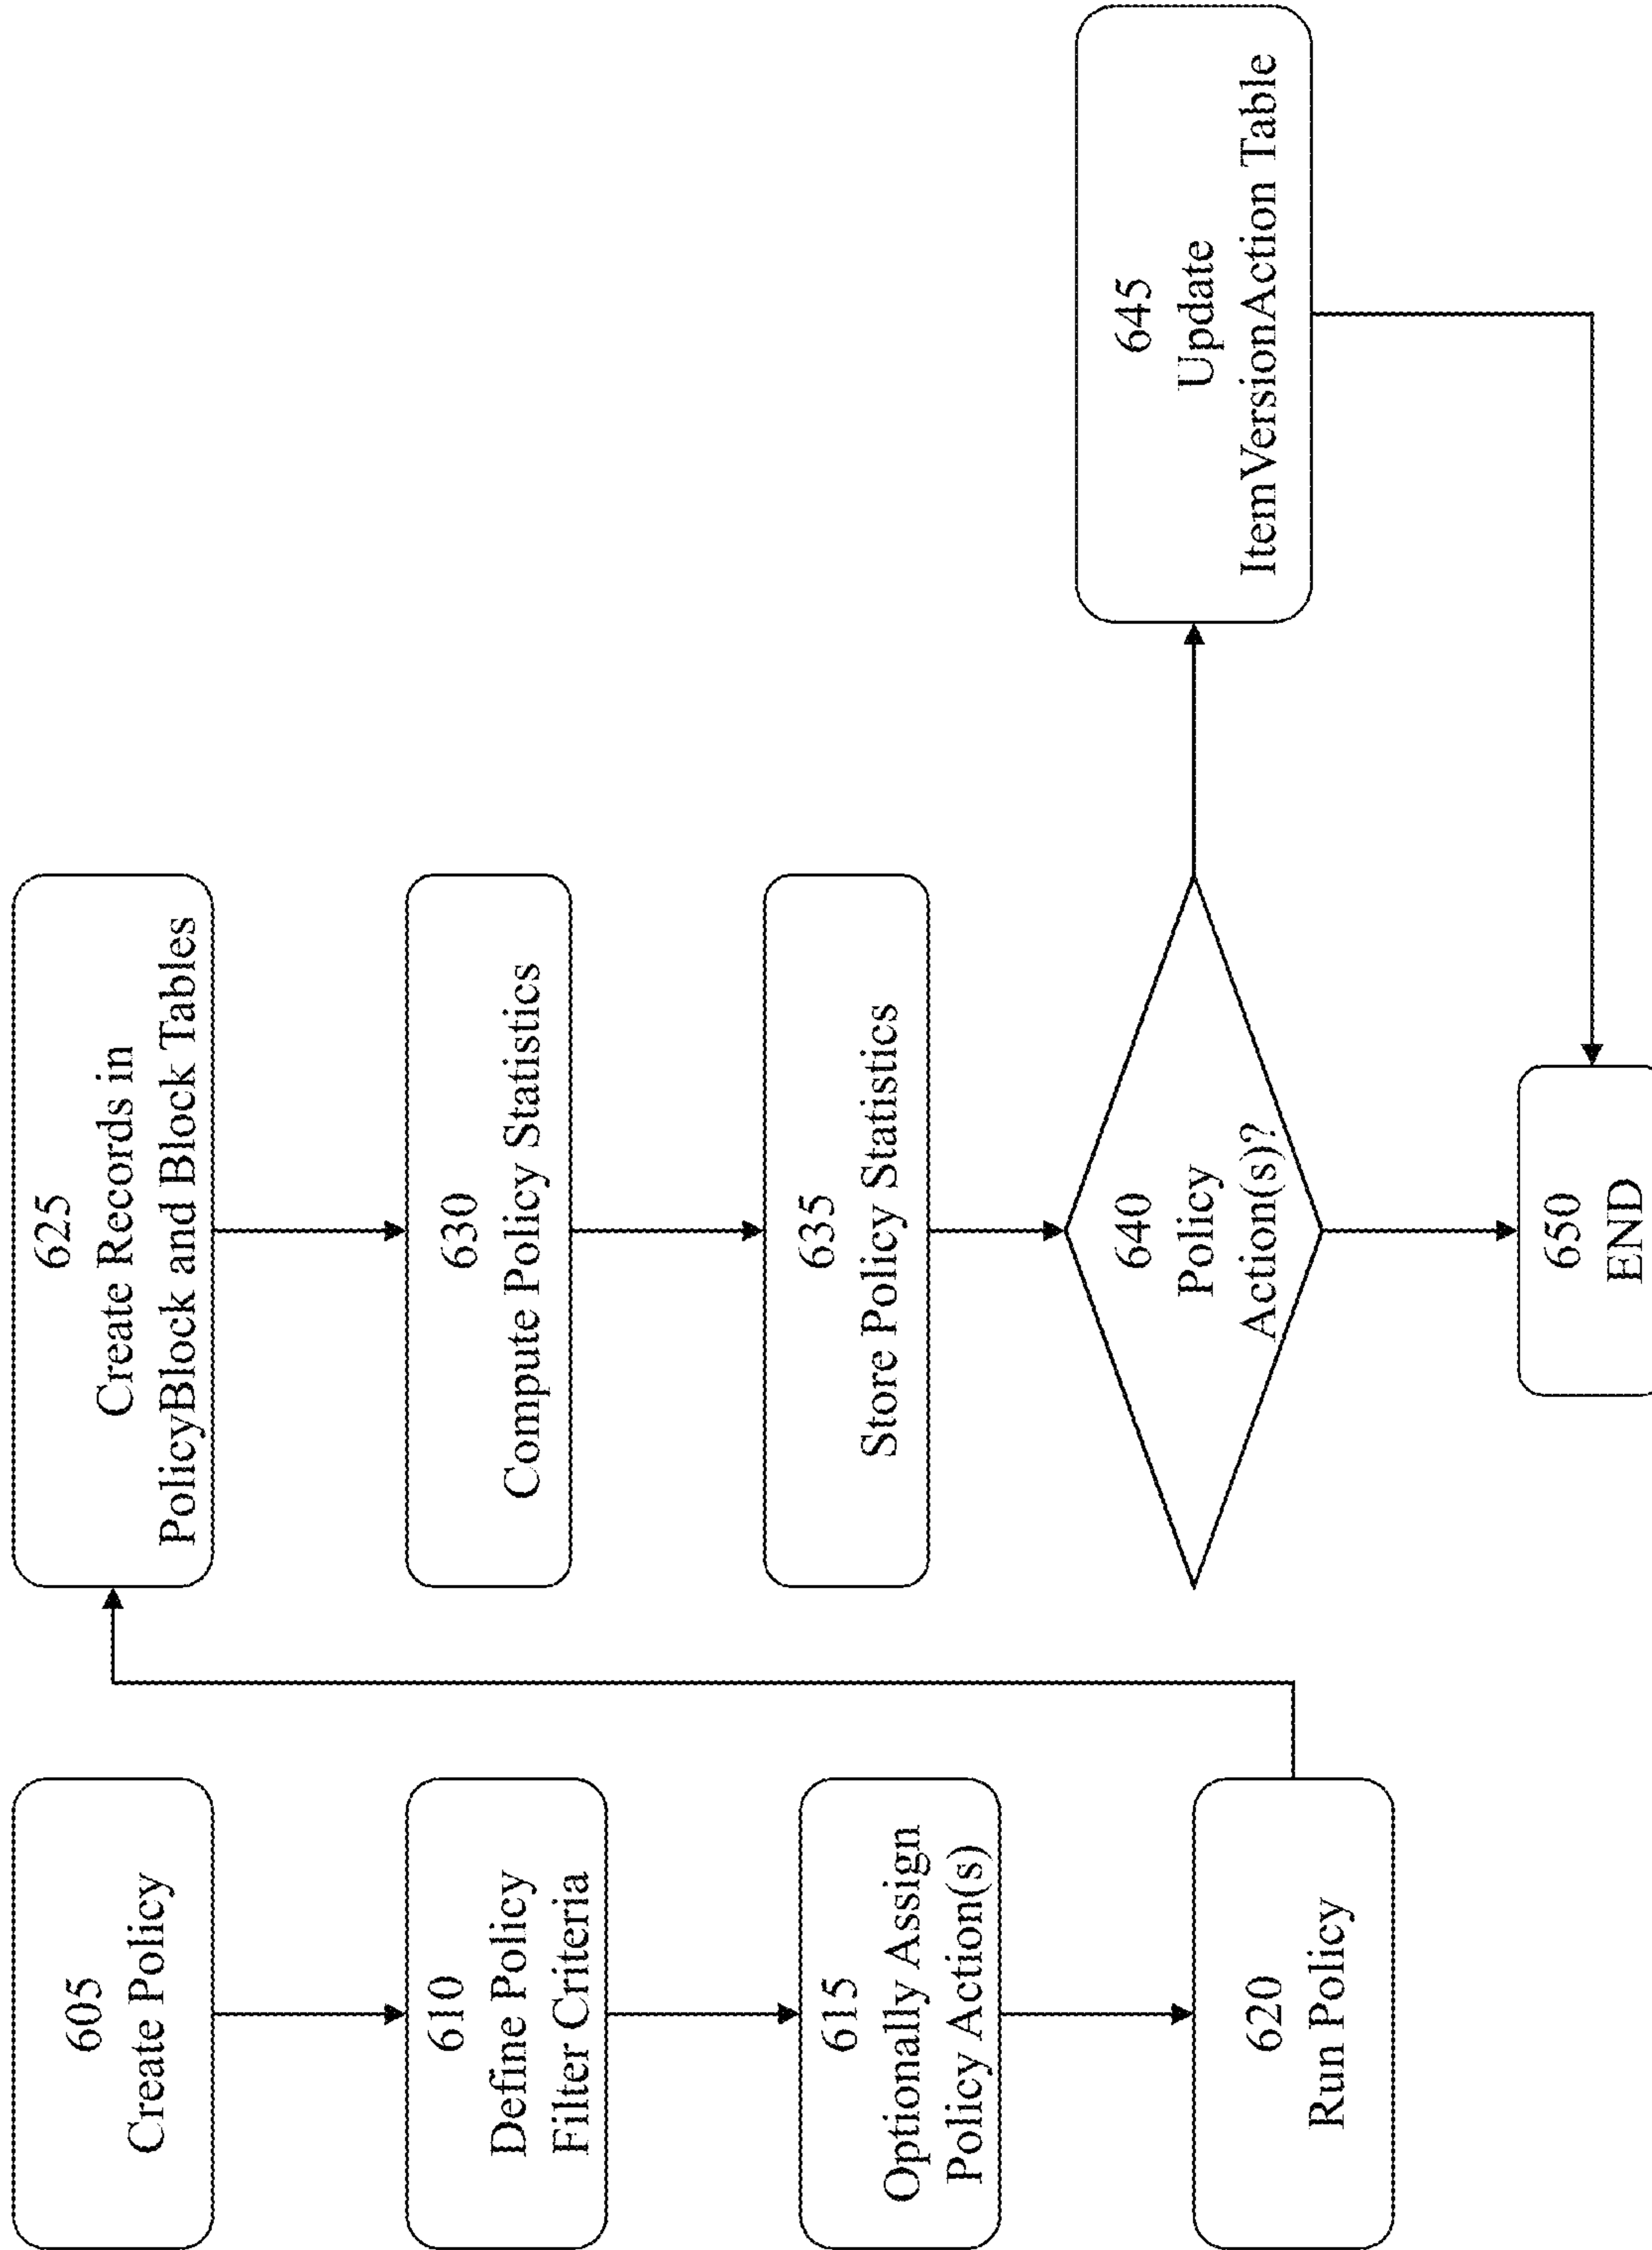 605
Create Policy
610
Define Policy
Filter Criteria
615
Optionally Assign
Policy Action(s)
620
Run Policy
625
Create Records in
PolicyBlock and Block Tables
630
Compute Policy Statistics
635
Store Policy Statistics
640
Policy
Action(s)?
645
Update
ItemVersionAction Table
650
END